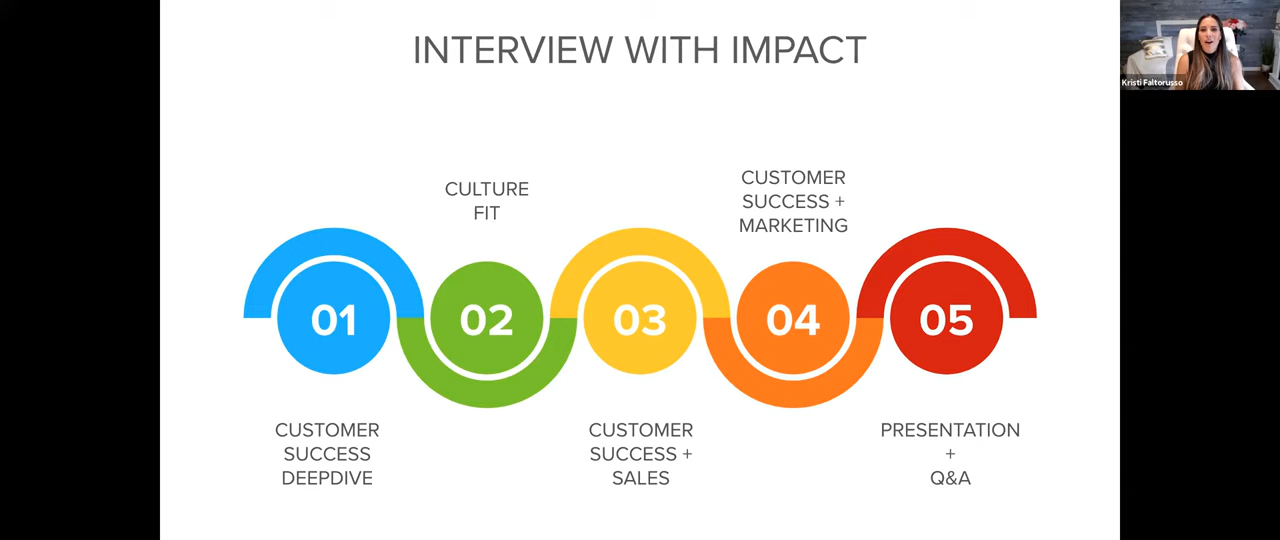 INTERVIEW WITH IMPACT
Kristi Faltorusso
CULTURE
FIT
CUSTOMER
SUCCESS +
MARKETING
01
02
03
04
05
CUSTOMER
SUCCESS
DEEPDIVE
CUSTOMER
SUCCESS +
SALES
PRESENTATION
+
Q&A